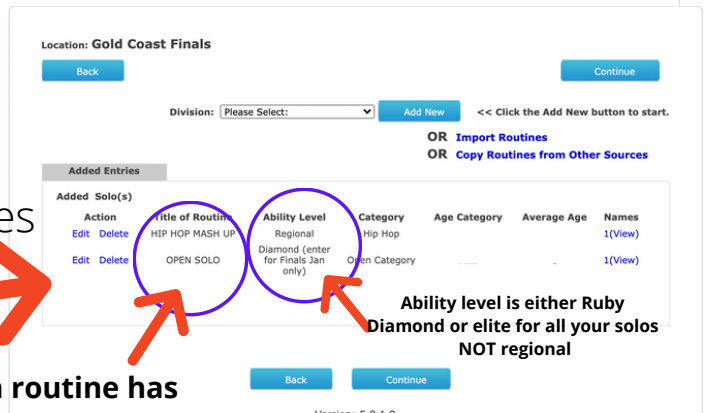 Location: Gold Coast Finals
Back
Continue
Division: Please Select: Add New << Click the Add New button to start.
OR Import Routines
OR Copy Routines from Other Sources
Added Entries
Added Solo(s)
Action Title of Routine Ability Level Category Age Category Average Age Names
Edit Delete HIP HOP MASH UP Regional Hip Hop 1(View)
Edit Delete OPEN SOLO Diamond (enter for Finals Jan only) Open Category 1(View)
es
Ability level is either Ruby
Diamond or elite for all your solos
NOT regional
routine has
Back Continue